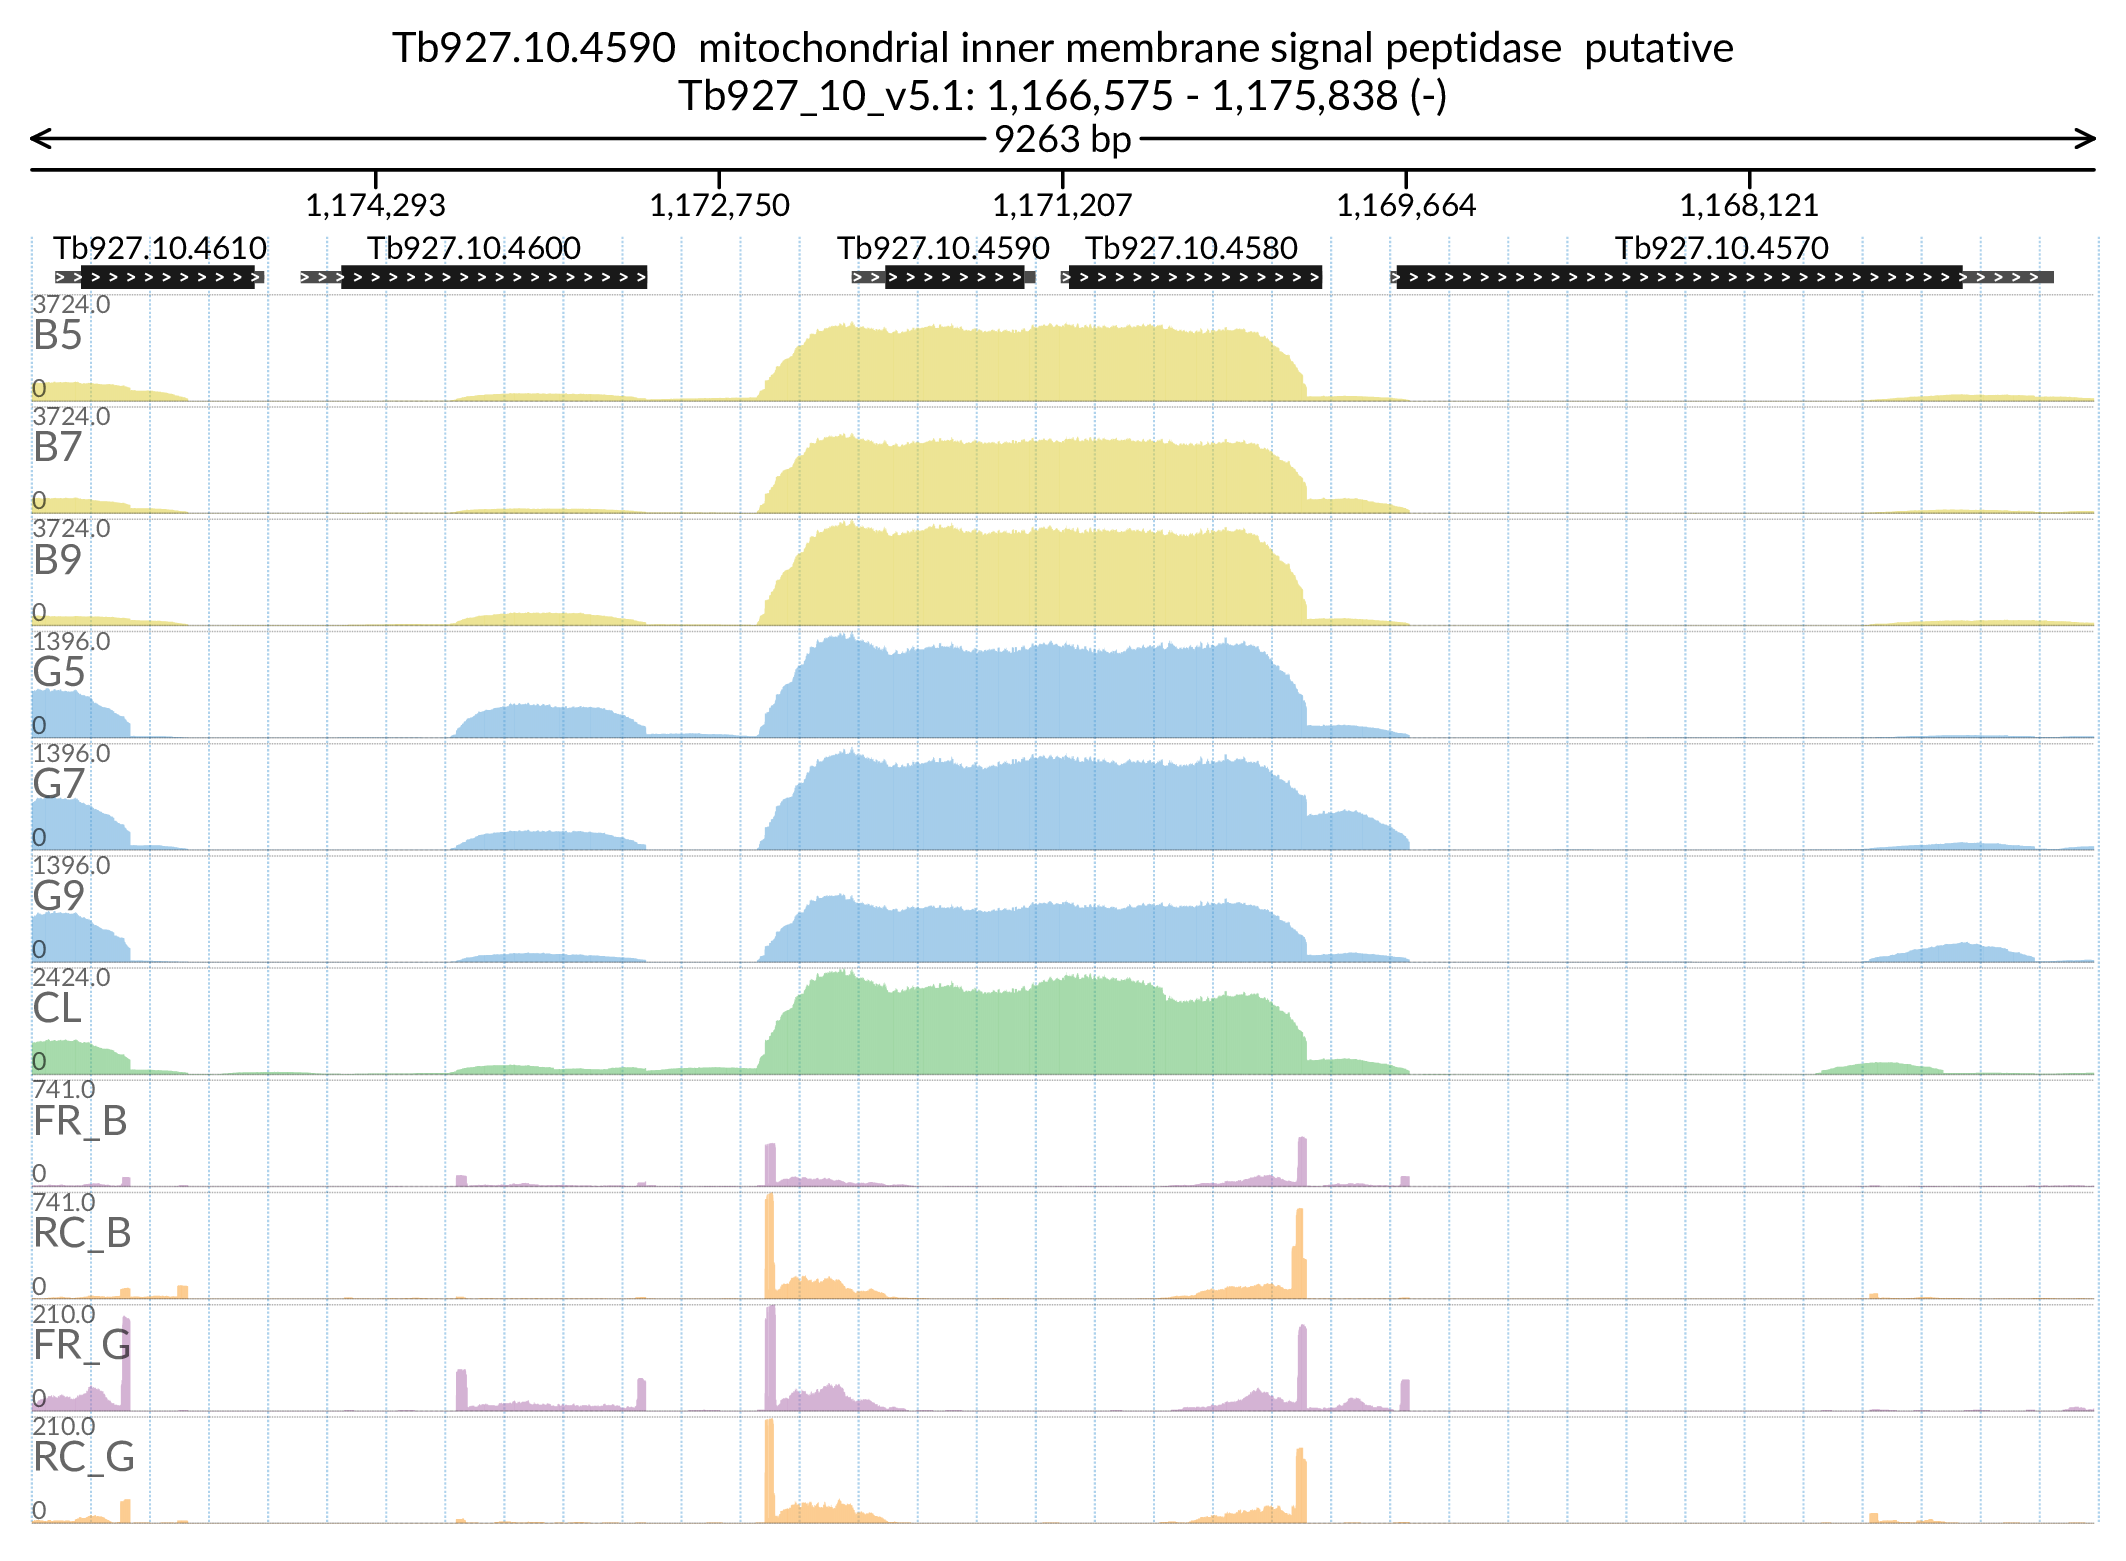 Tb927.10.4590  mitochondrial inner membrane signal peptidase  putative
Tb927_10_v5.1: 1,166,575 - 1,175,838 (-)
9263 bp
1,174,293 1,172,750 1,171,207 1,169,664 1,168,121
Tb927.10.4610 Tb927.10.4600 Tb927.10.4590 Tb927.10.4580 Tb927.10.4570
3724.0
B5
0
3724.0
B7
0
3724.0
B9
0
1396.0
G5
0
1396.0
G7
0
1396.0
G9
0
2424.0
CL
0
741.0
FR_B
0
741.0
RC_B
0
210.0
FR_G
0
210.0
RC_G
0